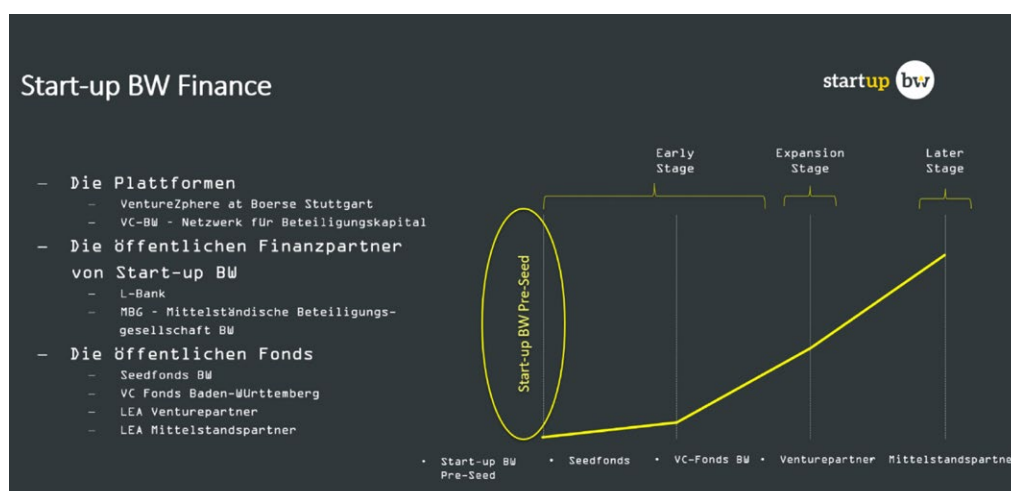 Start-up BW Finance
startup bw
– Die Plattformen
– VentureZphere at Boerse Stuttgart
– VC-BW - Netzwerk für Beteiligungskapital
– Die öffentlichen Finanzpartner
von Start-up BW
– L-Bank
– MBG - Mittelständische Beteiligungs-
gesellschaft BW
– Die öffentlichen Fonds
– Seedfonds BW
– VC Fonds Baden-Württemberg
– LEA Venturepartner
– LEA Mittelstandspartner
Early
Stage
Expansion
Stage
Later
Stage
Start-up BW Pre-Seed
• Start-up BW
Pre-Seed
• Seedfonds
• VC-Fonds BW
• Venturepartner
Mittelstandspartne